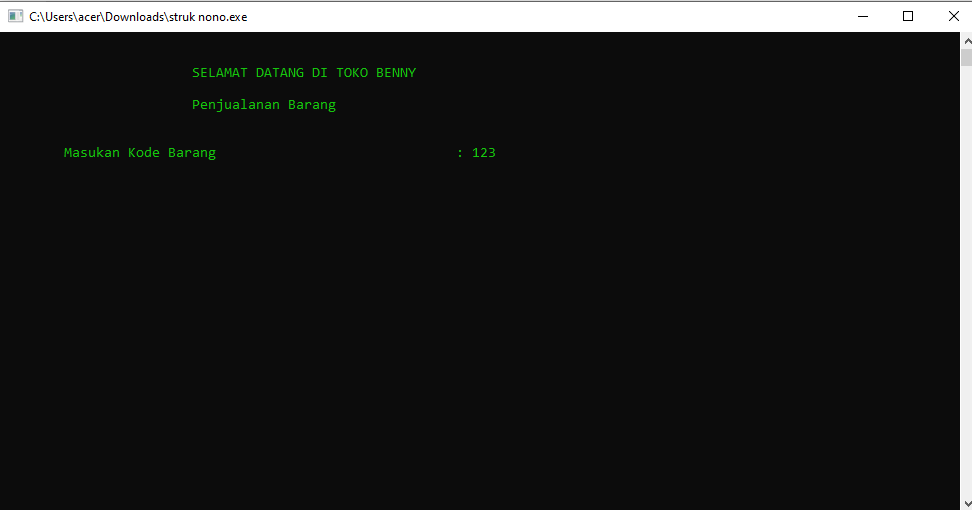 C:\Users\acer\Downloads\struk nono.exe
SELAMAT DATANG DI TOKO BENNY
Penjualanan Barang
Masukan Kode Barang : 123